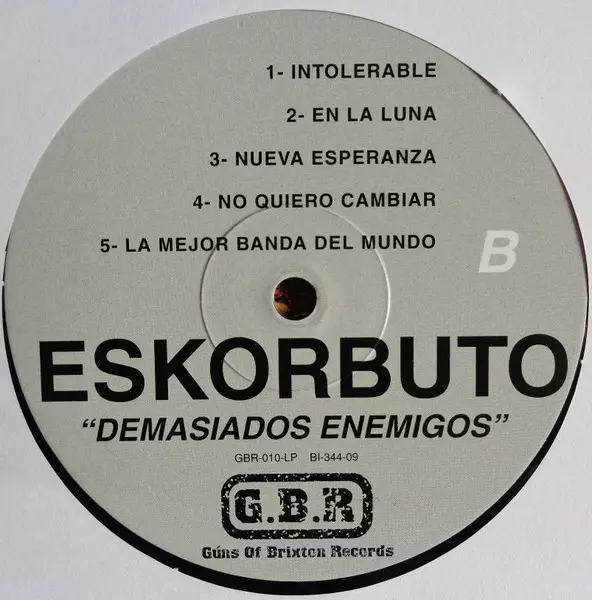 1- INTOLERABLE
2- EN LA LUNA
3- NUEVA ESPERANZA
4- NO QUIERO CAMBIAR
5- LA MEJOR BANDA DEL MUNDO
B
ESKORBUTO
“DEMASIADOS ENEMIGOS”
GBR-010-LP BI-344-09
G.B.R
Gúns Of Brixton Records